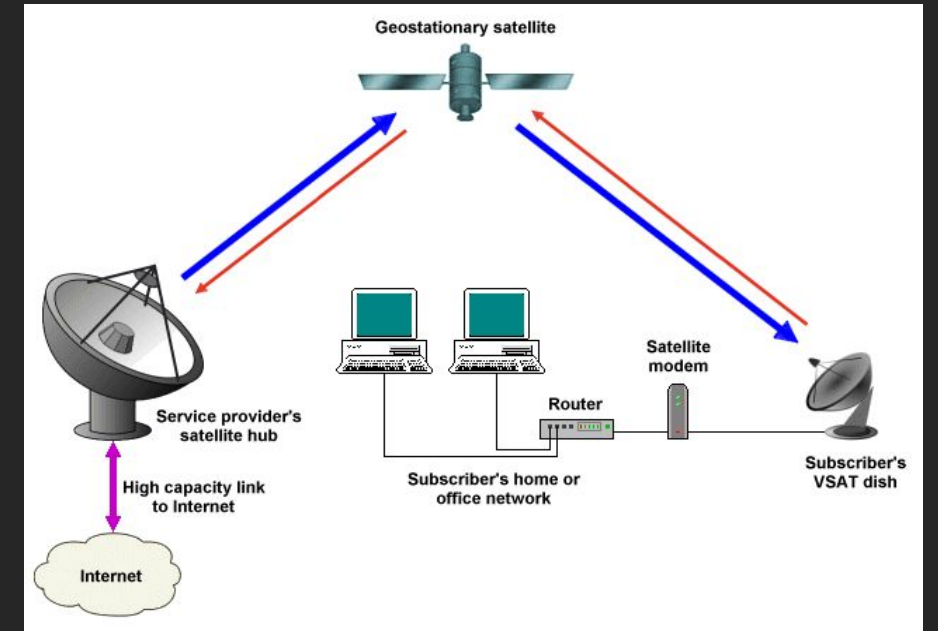 Geostationary satellite
Satellite
modem
Router
Service provider's
satellite hub
Subscriber's
VSAT dish
Subscriber's home or
office network
High capacity link
to Internet
Internet